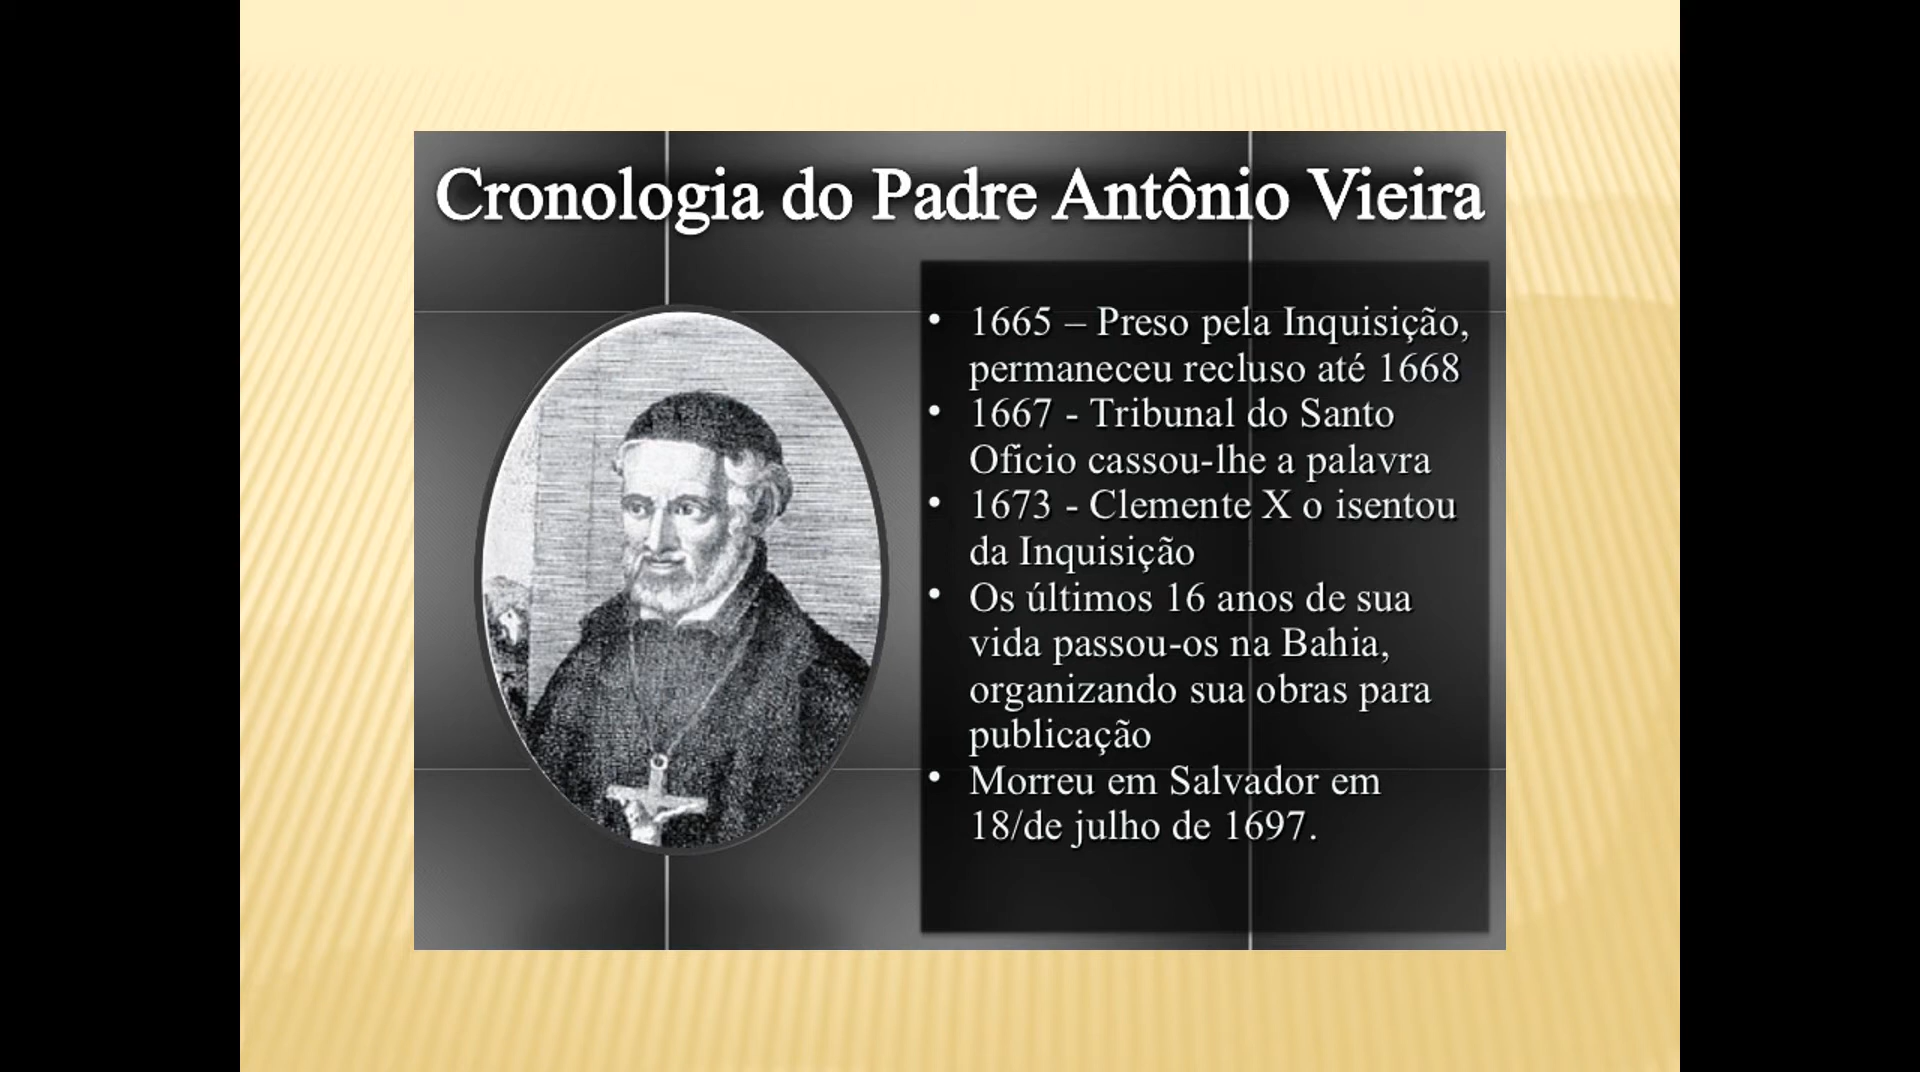 Cronologia do Padre Antônio Vieira
• 1665 – Preso pela Inquisição,
permaneceu recluso até 1668
• 1667 - Tribunal do Santo
Oficio cassou-lhe a palavra
• 1673 - Clemente X o isentou
da Inquisição
• Os últimos 16 anos de sua
vida passou-os na Bahia,
organizando sua obras para
publicação
• Morreu em Salvador em
18/de julho de 1697.